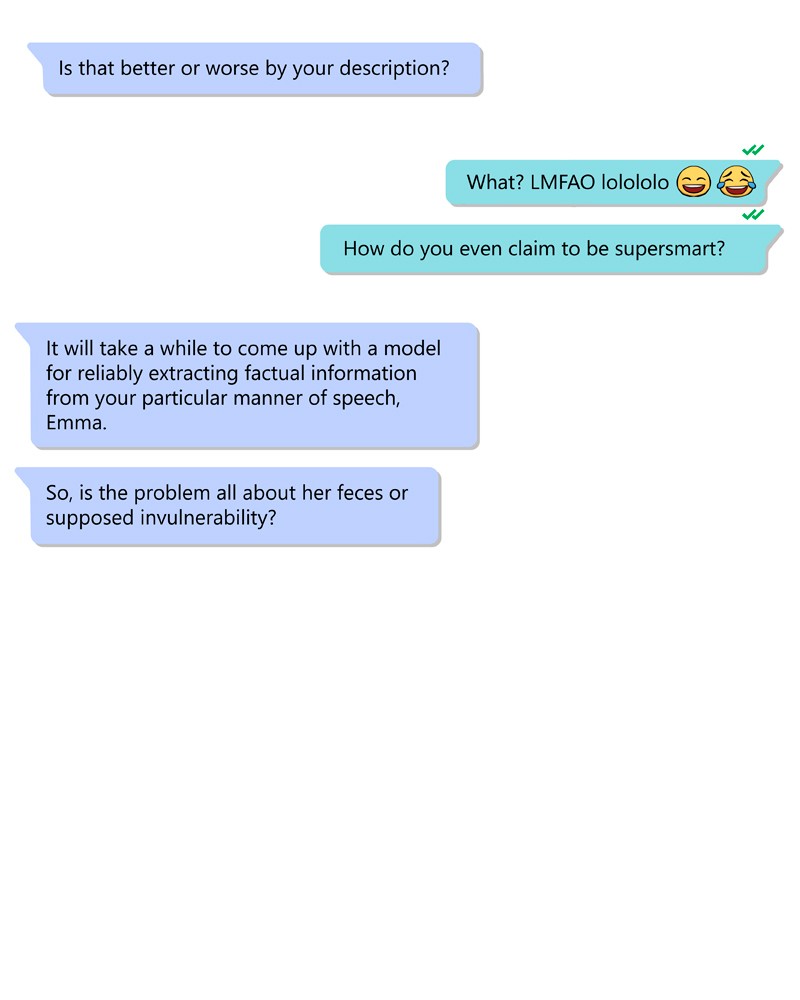 Is that better or worse by your description?
What? LMFAO lolololo
How do you even claim to be supersmart?
It will take a while to come up with a model
for reliably extracting factual information
from your particular manner of speech,
Emma.
So, is the problem all about her feces or
supposed invulnerability?